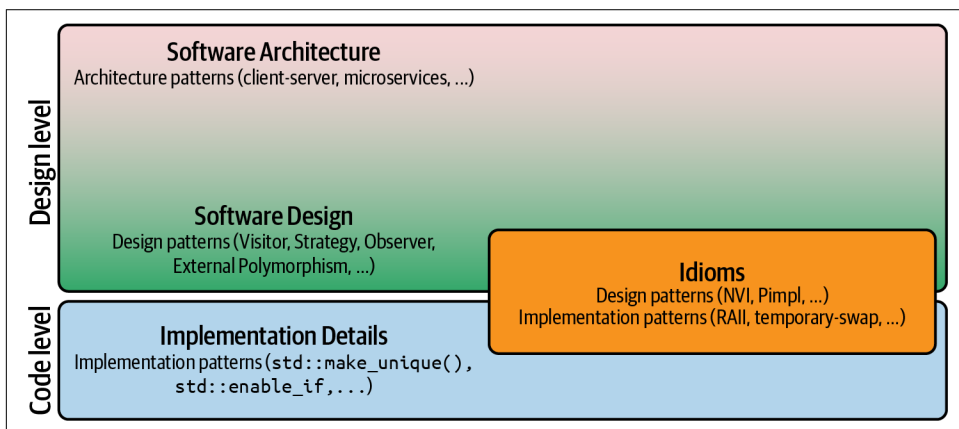 Design level
Software Architecture
Architecture patterns (client-server, microservices, ...)
Software Design
Design patterns (Visitor, Strategy, Observer,
External Polymorphism, ...)
Idioms
Design patterns (NVI, Pimpl, ...)
Implementation patterns (RAII, temporary-swap, ...)
Code level
Implementation Details
Implementation patterns (std::make_unique(),
std::enable_if,...)